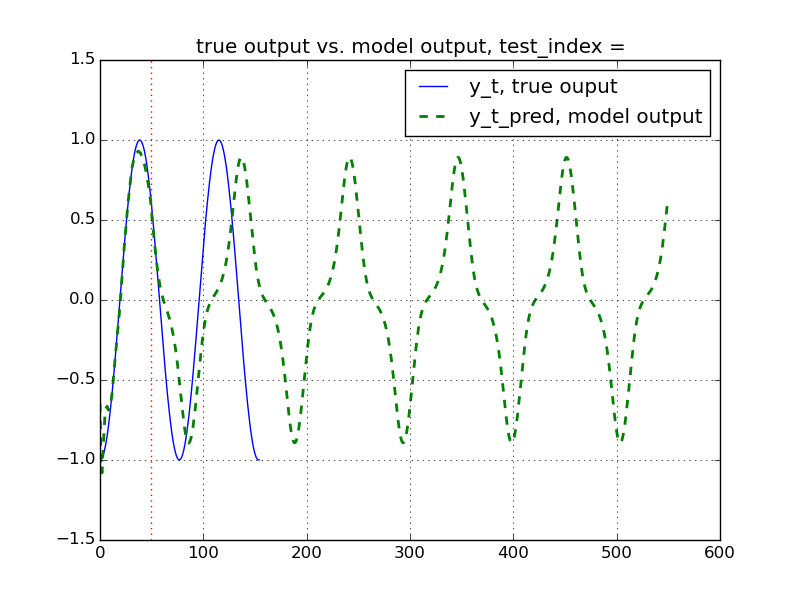 true output vs. model output, test_index =
y_t, true ouput
y_t_pred, model output
1.5
1.0
0.5
0.0
−0.5
−1.0
−1.5
0 100 200 300 400 500 600